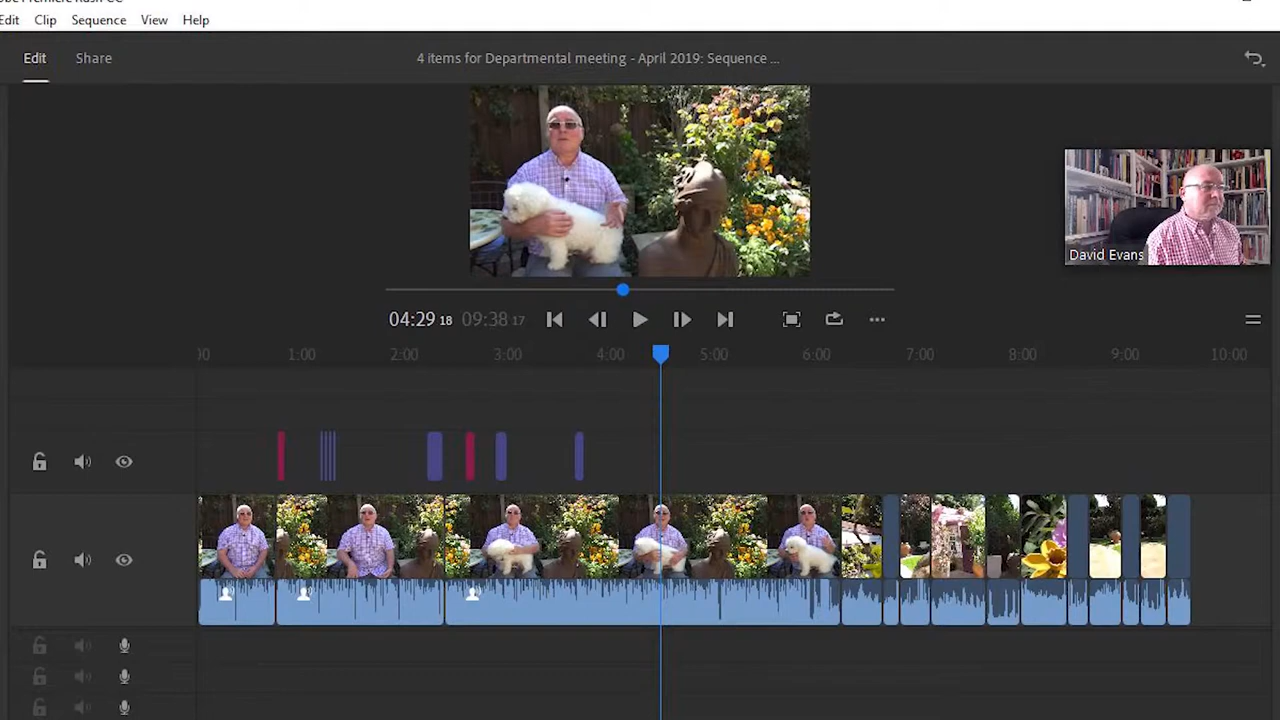 Edit Clip Sequence View Help
Edit Share 4 items for Departmental meeting - April 2019: Sequence ...
David Evans
04:29 18 09:38 17
1:00 2:00 3:00 4:00 5:00 6:00 7:00 8:00 9:00 10:00